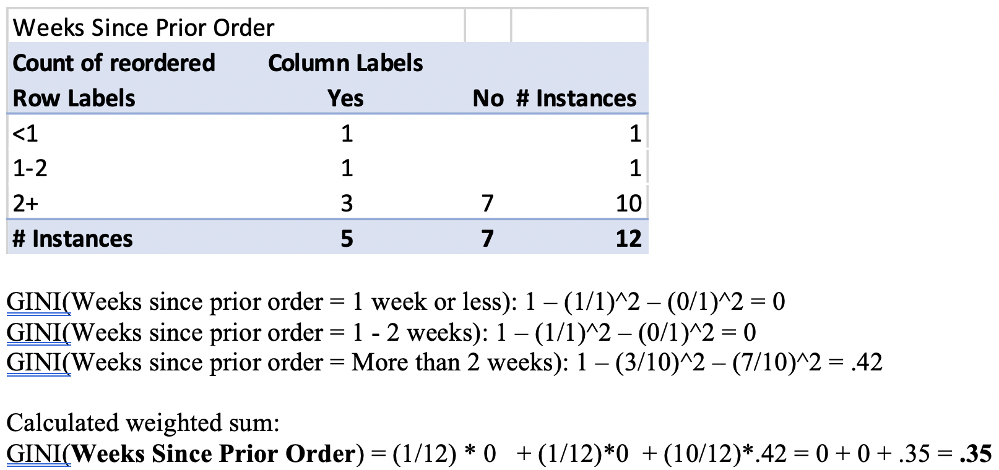 Weeks Since Prior Order
Count of reordered Column Labels
Row Labels Yes No # Instances
<1 1 1
1-2 1 1
2+ 3 7 10
# Instances 5 7 12
GINI(Weeks since prior order = 1 week or less): 1 – (1/1)^2 – (0/1)^2 = 0
GINI(Weeks since prior order = 1 - 2 weeks): 1 – (1/1)^2 – (0/1)^2 = 0
GINI(Weeks since prior order = More than 2 weeks): 1 – (3/10)^2 – (7/10)^2 = .42
Calculated weighted sum:
GINI(Weeks Since Prior Order) = (1/12) * 0 + (1/12)*0 + (10/12)*.42 = 0 + 0 + .35 = .35